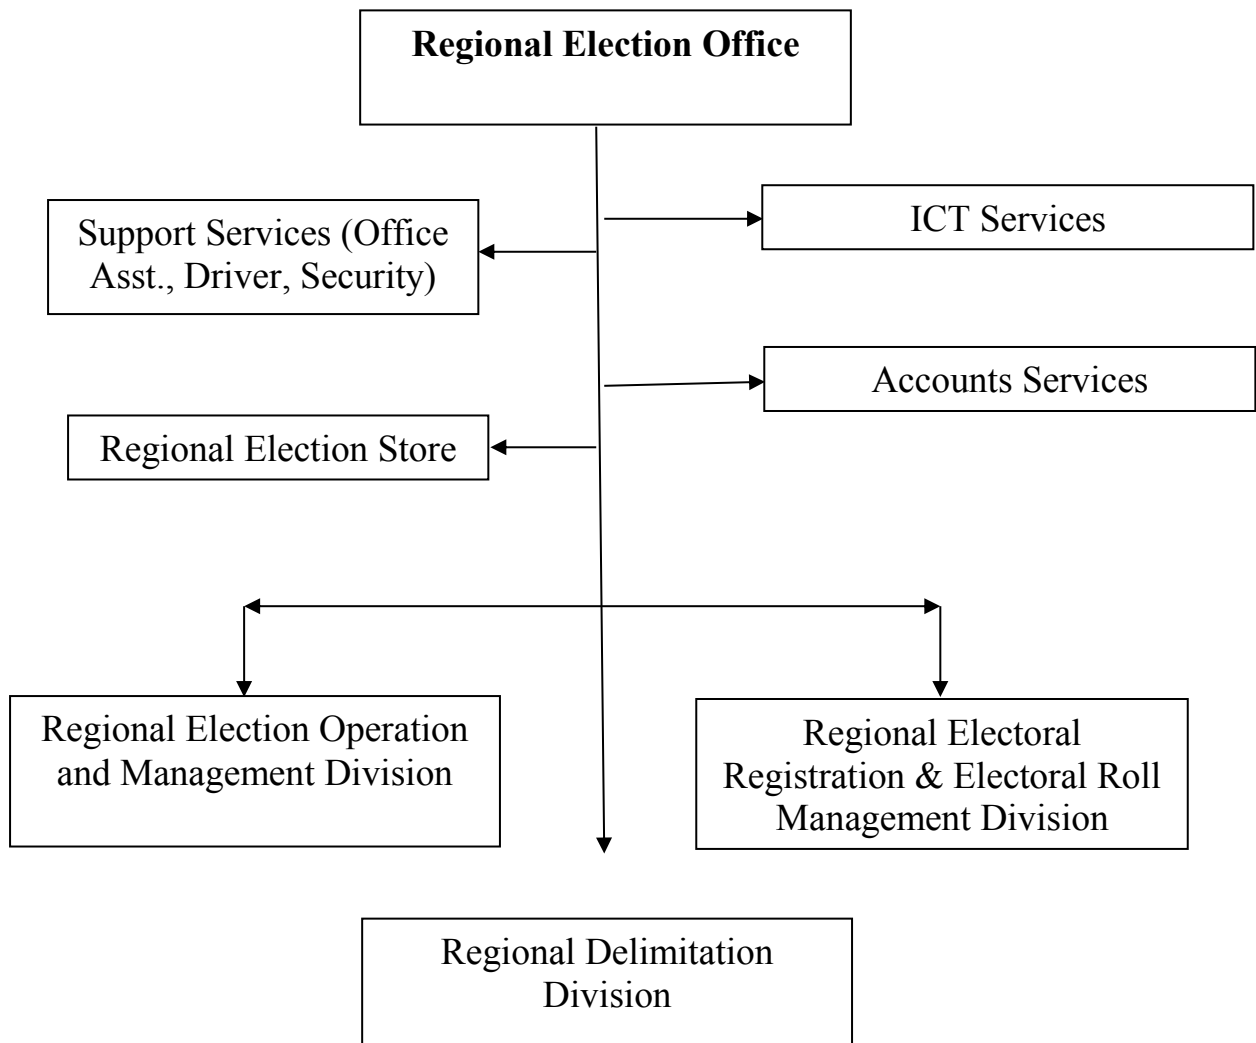 Regional Election Office
ICT Services
Support Services (Office
Asst., Driver, Security)
Accounts Services
Regional Election Store
Regional Election Operation
and Management Division
Regional Electoral
Registration & Electoral Roll
Management Division
Regional Delimitation
Division